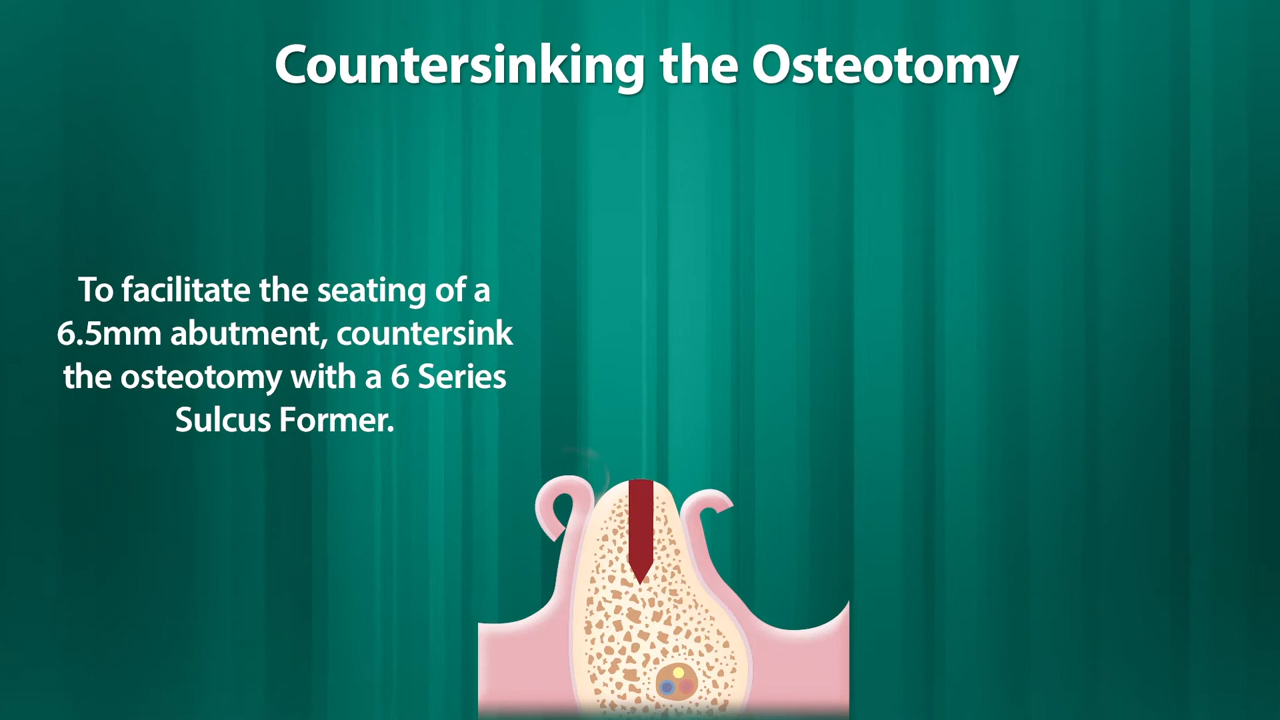 Countersinking the Osteotomy
To facilitate the seating of a
6.5mm abutment, countersink
the osteotomy with a 6 Series
Sulcus Former.